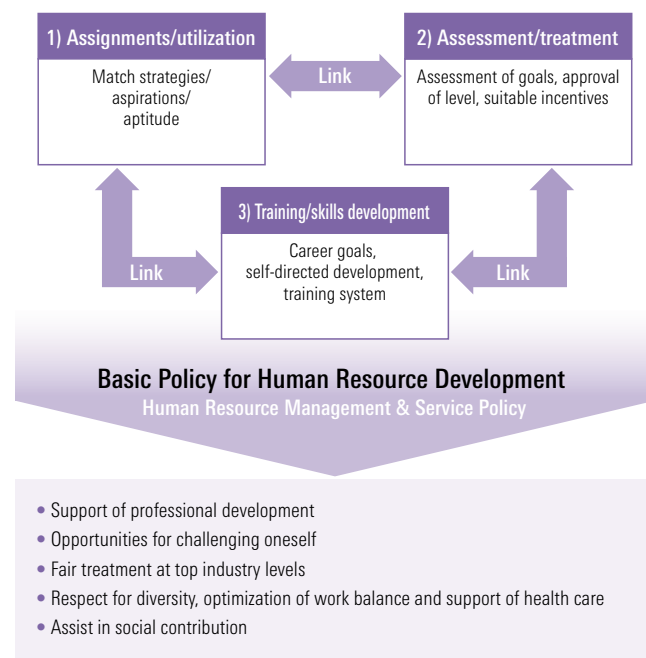 1) Assignments/utilization
Match strategies/
aspirations/
aptitude
Link
2) Assessment/treatment
Assessment of goals, approval
of level, suitable incentives
Link
3) Training/skills development
Career goals,
self-directed development,
training system
Link
Basic Policy for Human Resource Development
Human Resource Management & Service Policy
• Support of professional development
• Opportunities for challenging oneself
• Fair treatment at top industry levels
• Respect for diversity, optimization of work balance and support of health care
• Assist in social contribution